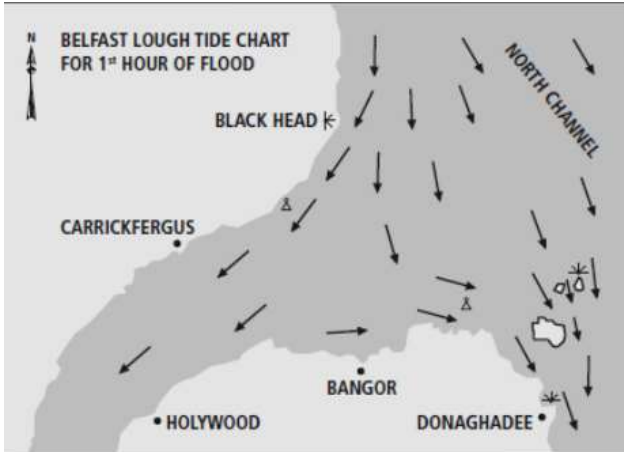 N
BELFAST LOUGH TIDE CHART
FOR 1st HOUR OF FLOOD
NORTH CHANNEL
BLACK HEAD
CARRICKFERGUS
BANGOR
HOLYWOOD
DONAGHADEE